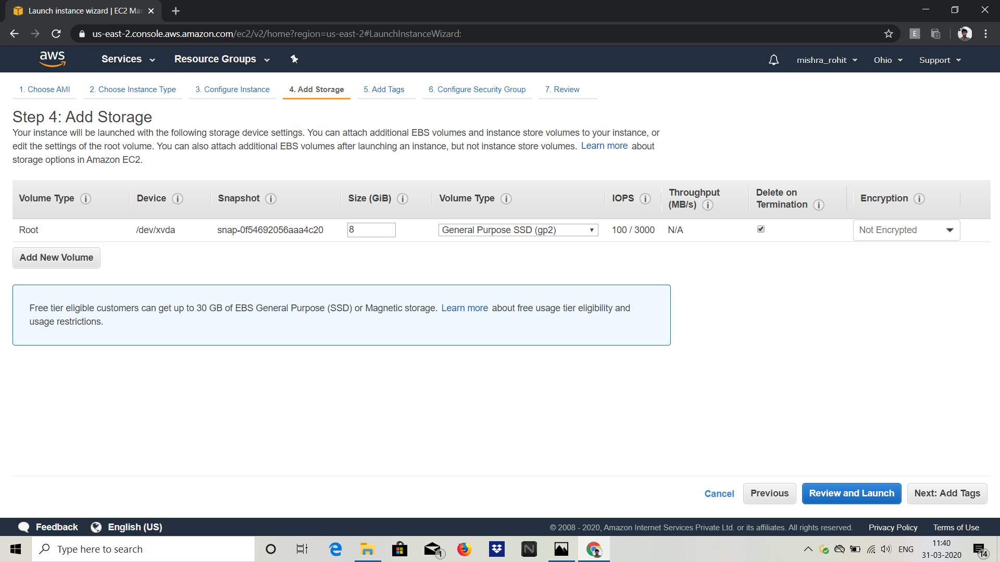 Launch instance wizard | EC2 Ma
us-east-2.console.aws.amazon.com/ec2/v2/home?region=us-east-2#LaunchInstanceWizard:
E
aws Services Resource Groups mishra_rohit Ohio Support
1. Choose AMI 2. Choose Instance Type 3. Configure Instance 4. Add Storage 5. Add Tags 6. Configure Security Group 7. Review
Step 4: Add Storage
Your instance will be launched with the following storage device settings. You can attach additional EBS volumes and instance store volumes to your instance, or
edit the settings of the root volume. You can also attach additional EBS volumes after launching an instance, but not instance store volumes. Learn more about
storage options in Amazon EC2.
Volume Type i Device i Snapshot i Size (GiB) i Volume Type i IOPS i Throughput (MB/s) i Delete on Termination i Encryption i
Root /dev/xvda snap-0f54692056aaa4c20 8 General Purpose SSD (gp2) 100 / 3000 N/A Not Encrypted
Add New Volume
Free tier eligible customers can get up to 30 GB of EBS General Purpose (SSD) or Magnetic storage. Learn more about free usage tier eligibility and
usage restrictions.
Cancel Previous Review and Launch Next: Add Tags
Feedback English (US) © 2008 - 2020, Amazon Internet Services Private Ltd. or its affiliates. All rights reserved. Privacy Policy Terms of Use
Type here to search 1 N ENG 11:40
31-03-2020 14